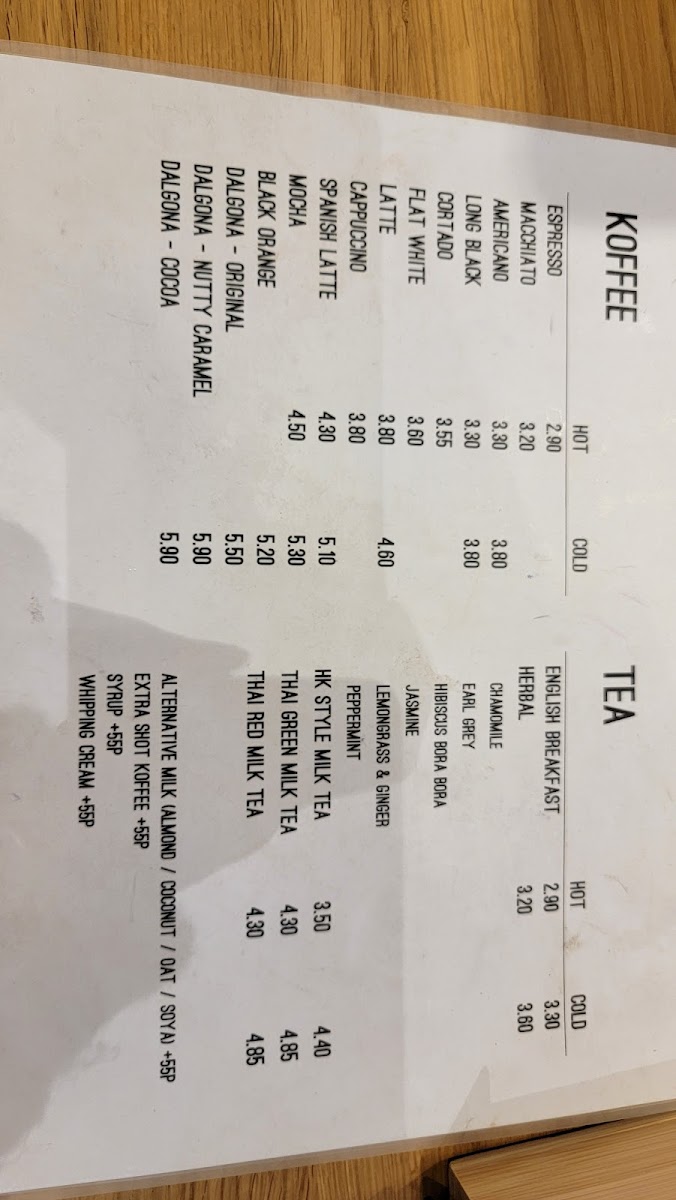 KOFFEE
HOT COLD
ESPRESSO 2.90
MACCHIATO 3.20
AMERICANO 3.30 3.80
LONG BLACK 3.30 3.80
CORTADO 3.55
FLAT WHITE 3.60
LATTE 3.80 4.60
CAPPUCCINO 3.80
SPANISH LATTE 4.30 5.10
MOCHA 4.50 5.30
BLACK ORANGE 5.20
DALGONA - ORIGINAL 5.50
DALGONA - NUTTY CARAMEL 5.90
DALGONA - COCOA 5.90
TEA
HOT COLD
ENGLISH BREAKFAST 2.90 3.30
HERBAL 3.20 3.60
CHAMOMILE
EARL GREY
HIBISCUS BORA BORA
JASMINE
LEMONGRASS & GINGER
PEPPERMINT
HK STYLE MILK TEA 3.50 4.40
THAI GREEN MILK TEA 4.30 4.85
THAI RED MILK TEA 4.30 4.85
ALTERNATIVE MILK (ALMOND / COCONUT / OAT / SOYA) +55P
EXTRA SHOT KOFFEE +55P
SYRUP +55P
WHIPPING CREAM +55P